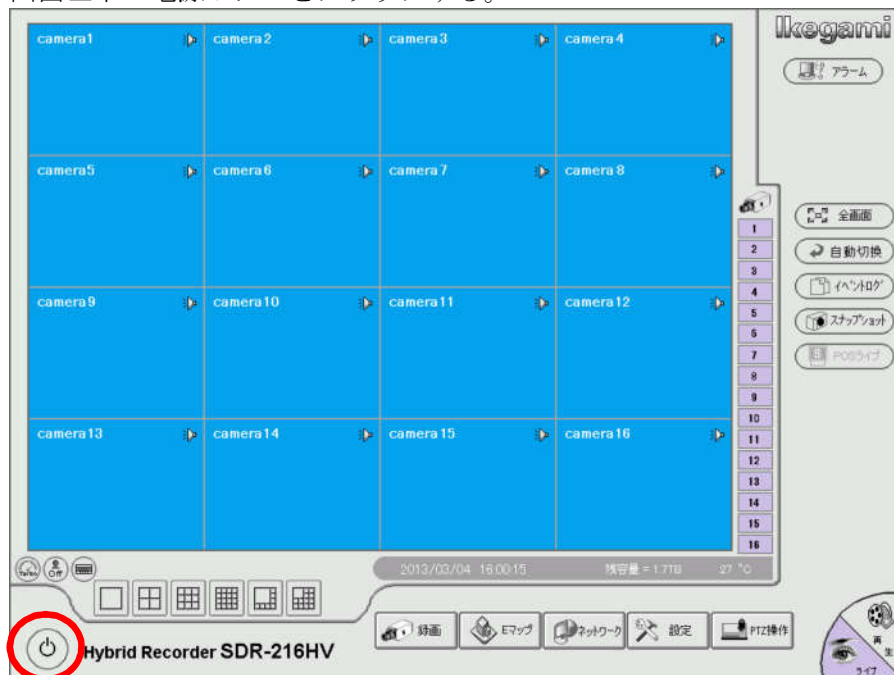 camera1 camera2 camera3 camera4
Ikegami
アラーム
camera5 camera6 camera7 camera8
全画面
自動切換
イベントログ
スナップショット
POSライブ
1
2
3
4
5
6
7
8
9
10
11
12
13
14
15
16
camera9 camera10 camera11 camera12
camera13 camera14 camera15 camera16
Off
2013/03/04 16:00:15 残容量 = 1.7TB 27 °C
録画 Eマップ ネットワーク 設定 PTZ操作
Hybrid Recorder SDR-216HV
再生
ライブ